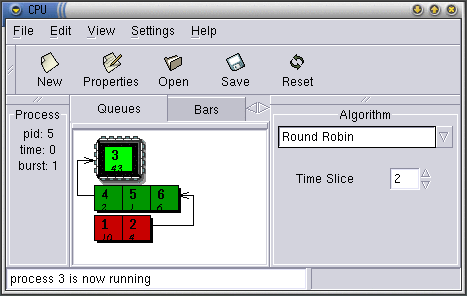 CPU
File Edit View Settings Help
New Properties Open Save Reset
Process
pid: 5
time: 0
burst: 1
Queues Bars
3
4 5 6
2 1 6
1 2
10
Algorithm
Round Robin
Time Slice 2
process 3 is now running